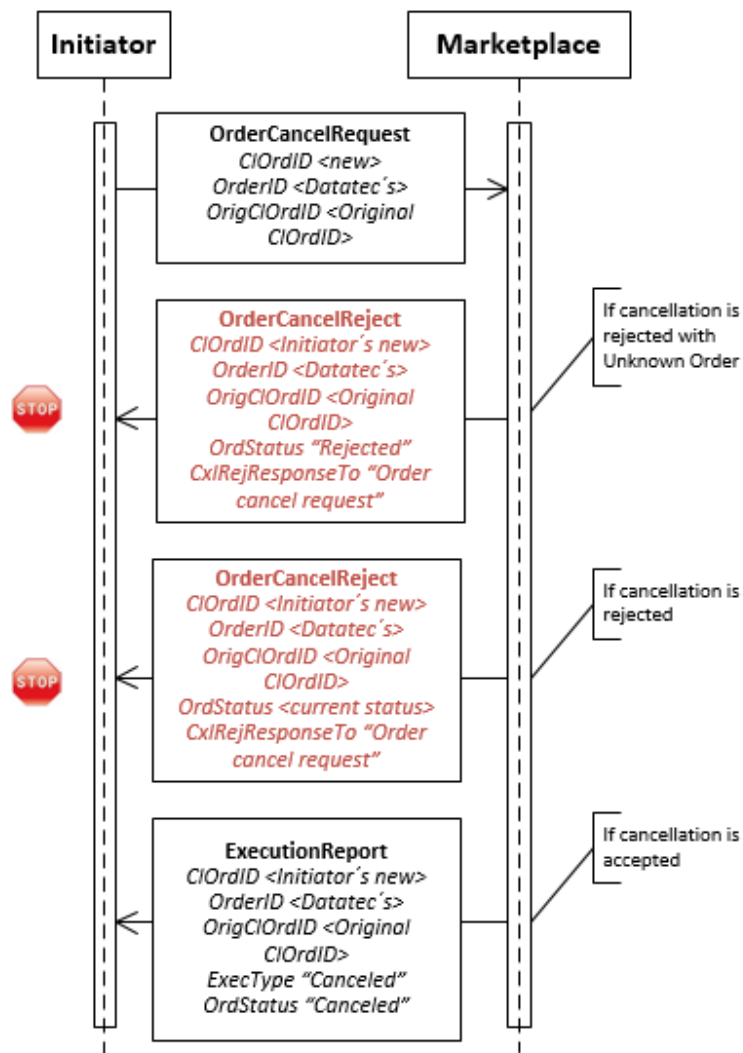 Initiator
Marketplace
OrderCancelRequest
ClOrdID <new>
OrderID <Datatec´s>
OrigClOrdID <Original
ClOrdID>
If cancellation is
rejected with
Unknown Order
OrderCancelReject
ClOrdID <Initiator´s new>
OrderID <Datatec´s>
OrigClOrdID <Original
ClOrdID>
OrdStatus “Rejected”
CxlRejResponseTo “Order
cancel request”
STOP
If cancellation is
rejected
OrderCancelReject
ClOrdID <Initiator´s new>
OrderID <Datatec´s>
OrigClOrdID <Original
ClOrdID>
OrdStatus <current status>
CxlRejResponseTo “Order
cancel request”
STOP
If cancellation is
accepted
ExecutionReport
ClOrdID <Initiator´s new>
OrderID <Datatec´s>
OrigClOrdID <Original
ClOrdID>
ExecType “Canceled”
OrdStatus “Canceled”